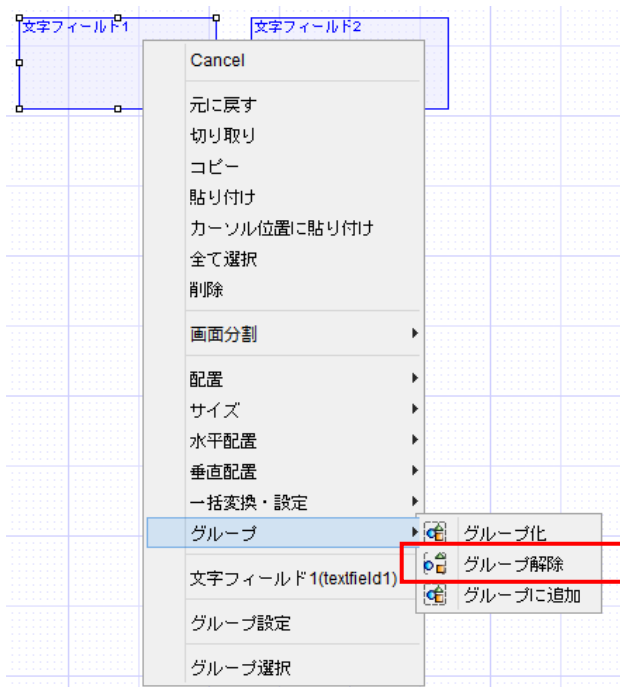 文字フィールド1
文字フィールド2
Cancel
元に戻す
切り取り
コピー
貼り付け
カーソル位置に貼り付け
全て選択
削除
画面分割
配置
サイズ
水平配置
垂直配置
一括変換・設定
グループ
グループ化
グループ解除
グループに追加
文字フィールド1(textfield1)
グループ設定
グループ選択